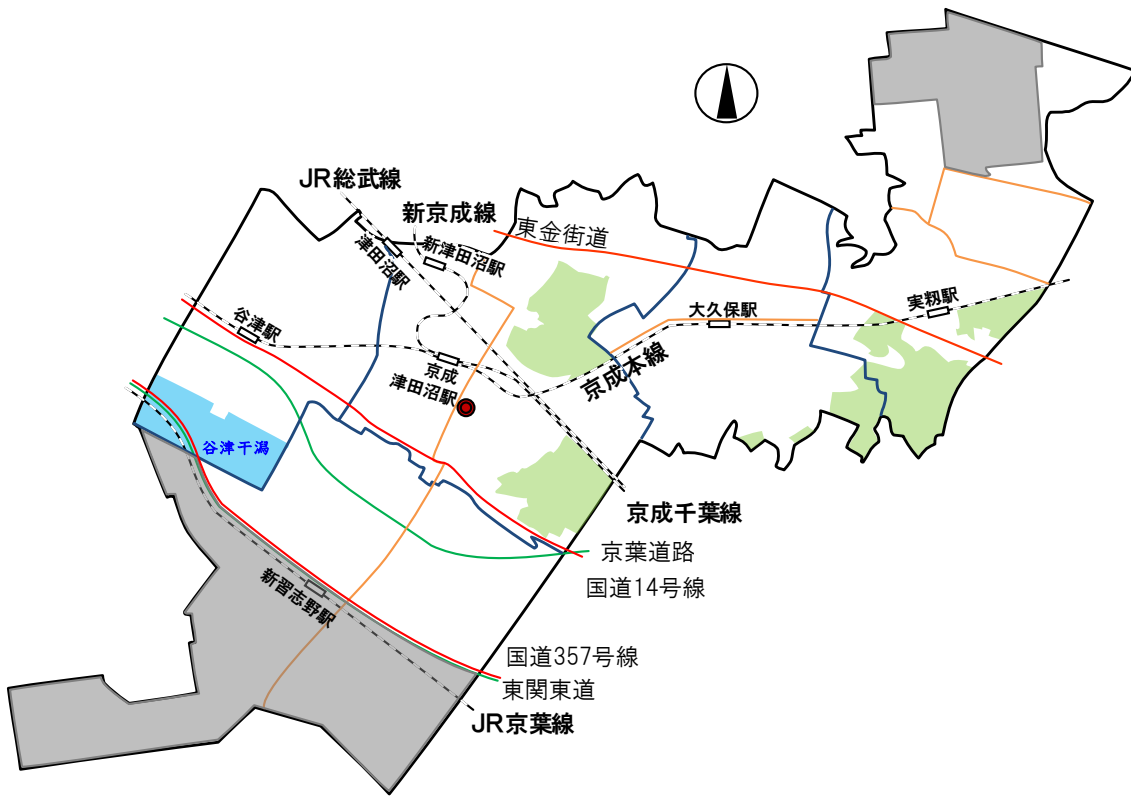 JR総武線
新京成線
東金街道
津田沼駅
新津田沼駅
大久保駅
実籾駅
谷津駅
京成
津田沼駅
京成本線
谷津干潟
京成千葉線
京葉道路
国道14号線
新習志野駅
国道357号線
東関東道
JR京葉線